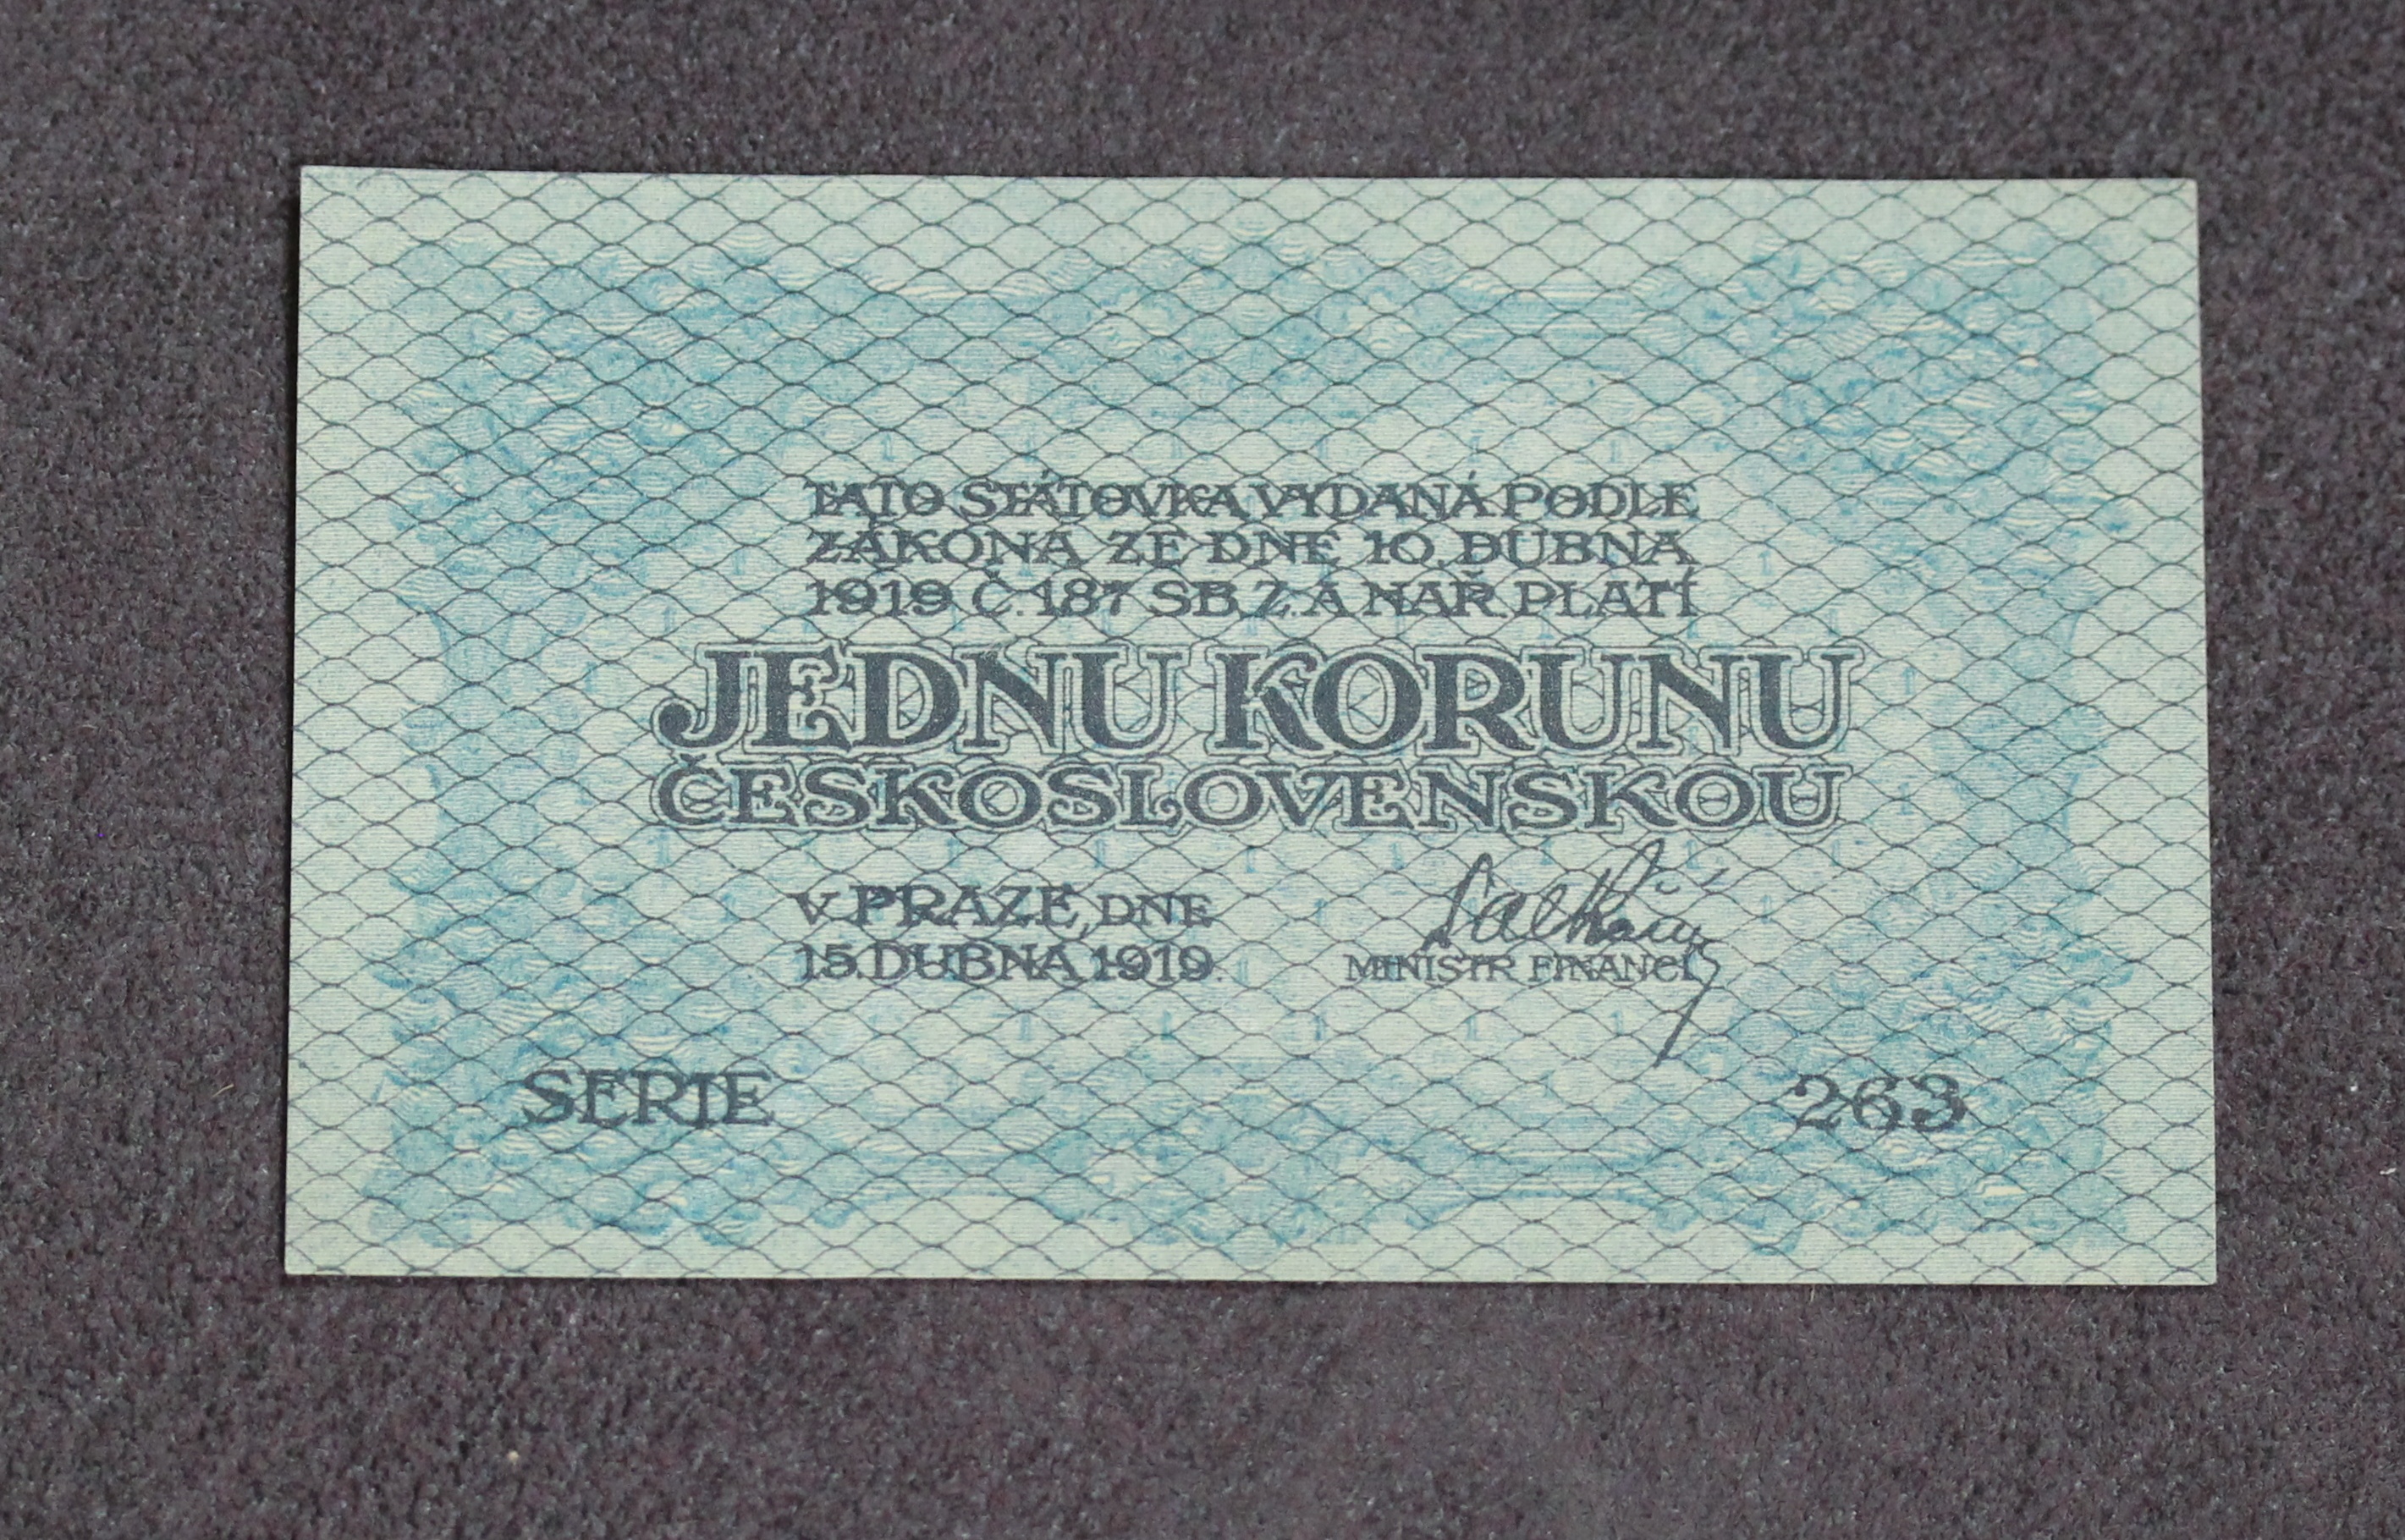 TATO STÁTOVKA VYDANÁ PODLE
ZÁKONA ZE DNE 10. DUBNA
1919 Č. 187 SB. Z. A NAŘ. PLATÍ
JEDNU KORUNU
ČESKOSLOVENSKOU
V PRAZE, DNE
15. DUBNA 1919.
MINISTR FINANCÍ
SERIE
263